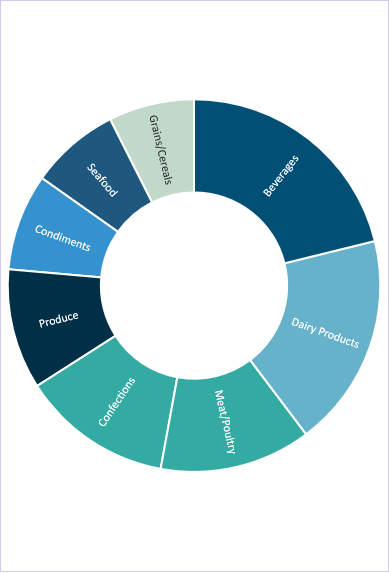 Beverages
Dairy Products
Meat/Poultry
Confections
Produce
Condiments
Seafood
Grains/Cereals